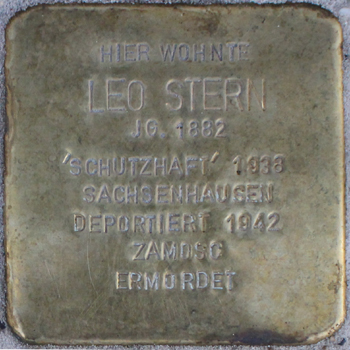 HIER WOHNTE
LEO STERN
JG. 1882
'SCHUTZHAFT' 1938
SACHSENHAUSEN
DEPORTIERT 1942
ZAMOSC
ERMORDET